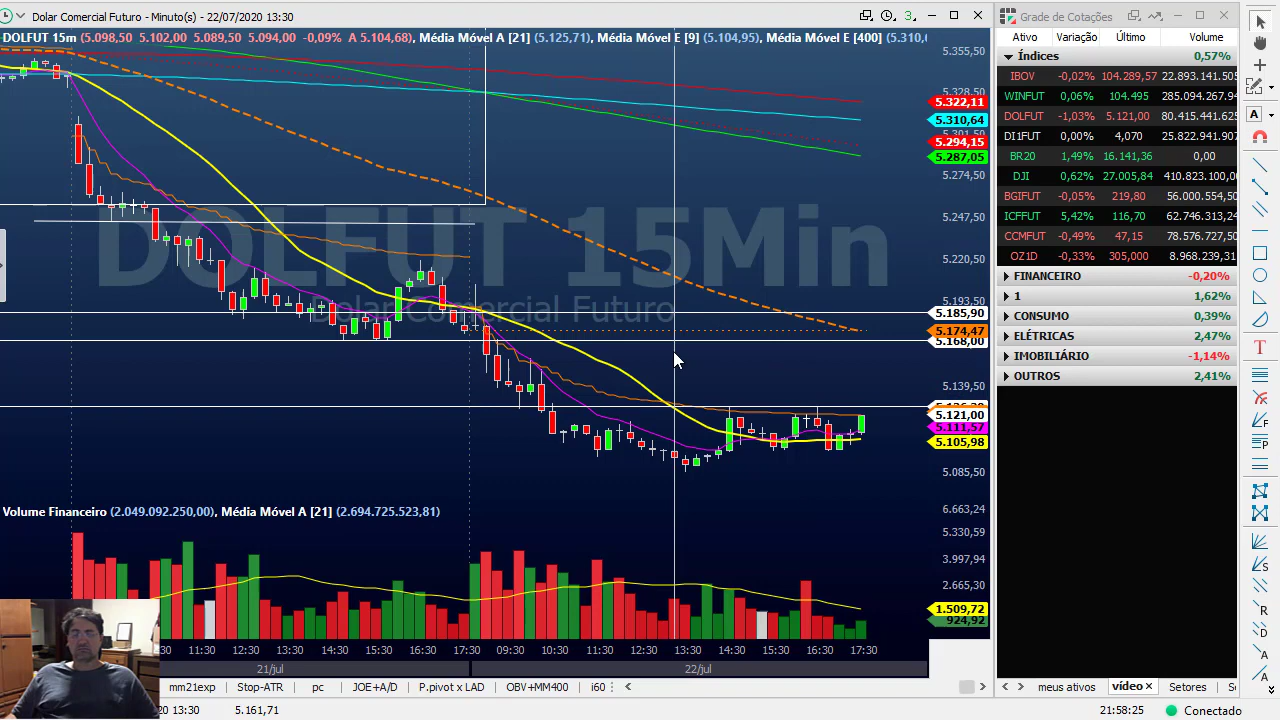 Dolar Comercial Futuro - Minuto(s) - 22/07/2020 13:30
3
DOLFUT 15m (5.098,50 5.102,00 5.089,50 5.094,00 -0,09% A 5.104,68), Média Móvel A [21] (5.125,71), Média Móvel E [9] (5.104,95), Média Móvel E [400] (5.310,6
DOLFUT 15Min
Dolar Comercial Futuro
5.355,50
5.328,50
5.322,11
5.310,64
5.301,50
5.294,15
5.287,05
5.274,50
5.247,50
5.220,50
5.193,50
5.185,90
5.174,47
5.168,00
5.139,50
5.121,00
5.111,57
5.105,98
5.085,50
Volume Financeiro (2.049.092.250,00), Média Móvel A [21] (2.694.725.523,81)
6.663,24
5.330,59
3.997,94
2.665,30
1.509,72
924,92
:30 11:30 12:30 13:30 14:30 15:30 16:30 17:30 09:30 10:30 11:30 12:30 13:30 14:30 15:30 16:30 17:30
21/jul 22/jul
mm21exp Stop-ATR pc JOE+A/D P.pivot x LAD OBV+MM400 i60
13:30 5.161,71
Grade de Cotações
Ativo Variação Último Volume
Índices 0,57%
IBOV -0,02% 104.289,57 22.893.141.505
WINFUT 0,06% 104.495 285.094.267.94
DOLFUT -1,03% 5.121,00 80.415.441.625
DI1FUT 0,00% 4,070 25.822.941.907
BR20 1,49% 16.141,36 0,00
DJI 0,62% 27.005,84 410.823.100,0
BGIFUT -0,05% 219,80 56.000.554,50
ICFFUT 5,42% 116,70 62.746.313,24
CCMFUT -0,49% 47,15 78.576.727,50
OZ1D -0,33% 305,000 8.968.239,31
FINANCEIRO -0,20%
1 1,62%
CONSUMO 0,39%
ELÉTRICAS 2,47%
IMOBILIÁRIO -1,14%
OUTROS 2,41%
meus ativos vídeo Setores
21:58:25 Conectado